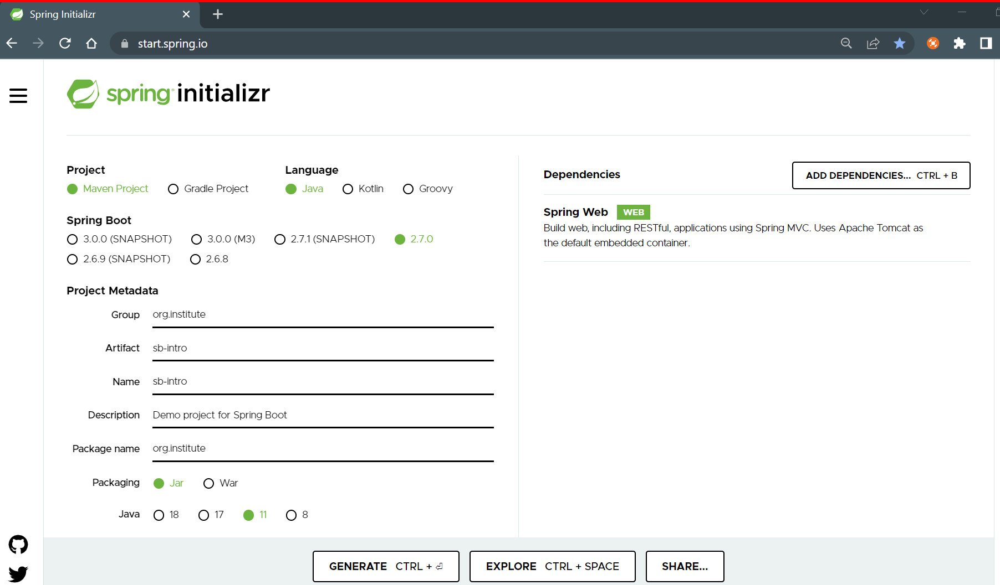 Spring Initializr
start.spring.io
spring initializr
Project
Maven Project Gradle Project
Language
Java Kotlin Groovy
Spring Boot
3.0.0 (SNAPSHOT) 3.0.0 (M3) 2.7.1 (SNAPSHOT) 2.7.0
2.6.9 (SNAPSHOT) 2.6.8
Project Metadata
Group org.institute
Artifact sb-intro
Name sb-intro
Description Demo project for Spring Boot
Package name org.institute
Packaging Jar War
Java 18 17 11 8
Dependencies
ADD DEPENDENCIES... CTRL + B
Spring Web WEB
Build web, including RESTful, applications using Spring MVC. Uses Apache Tomcat as
the default embedded container.
GENERATE CTRL + ⏎
EXPLORE CTRL + SPACE
SHARE...